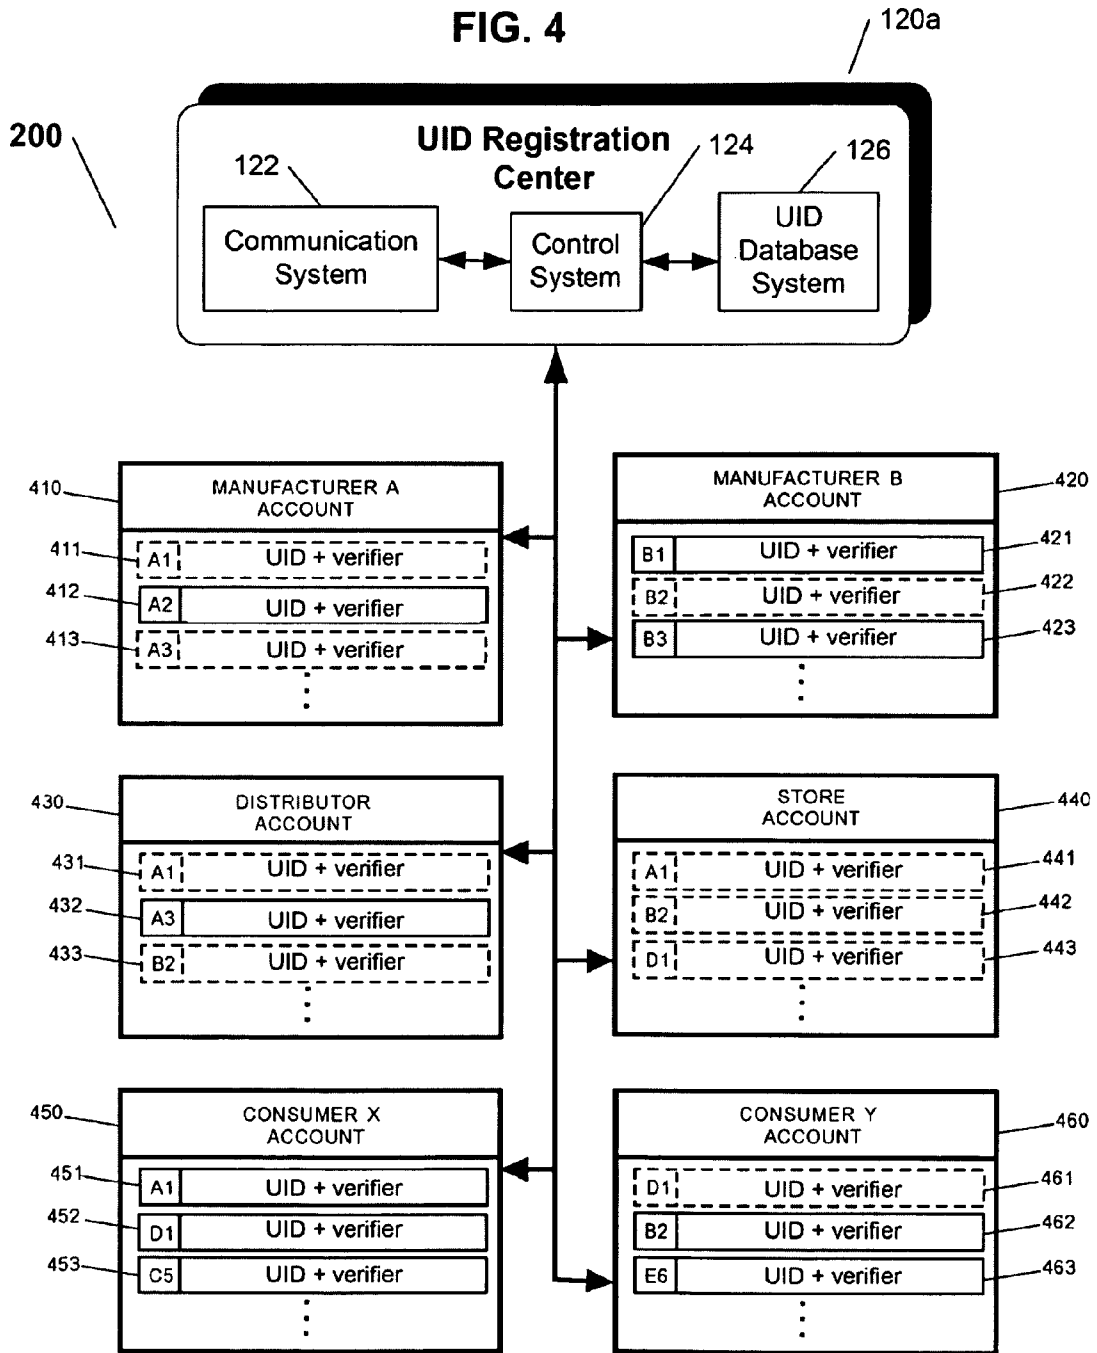 FIG. 4
120a
200
UID Registration
Center
122
124
126
Communication
System
Control
System
UID
Database
System
410
MANUFACTURER A
ACCOUNT
411
A1 UID + verifier
412
A2 UID + verifier
413
A3 UID + verifier
MANUFACTURER B
ACCOUNT
420
B1 UID + verifier
421
B2 UID + verifier
422
B3 UID + verifier
423
430
DISTRIBUTOR
ACCOUNT
431
A1 UID + verifier
432
A3 UID + verifier
433
B2 UID + verifier
STORE
ACCOUNT
440
A1 UID + verifier
441
B2 UID + verifier
442
D1 UID + verifier
443
450
CONSUMER X
ACCOUNT
451
A1 UID + verifier
452
D1 UID + verifier
453
C5 UID + verifier
CONSUMER Y
ACCOUNT
460
D1 UID + verifier
461
B2 UID + verifier
462
E6 UID + verifier
463